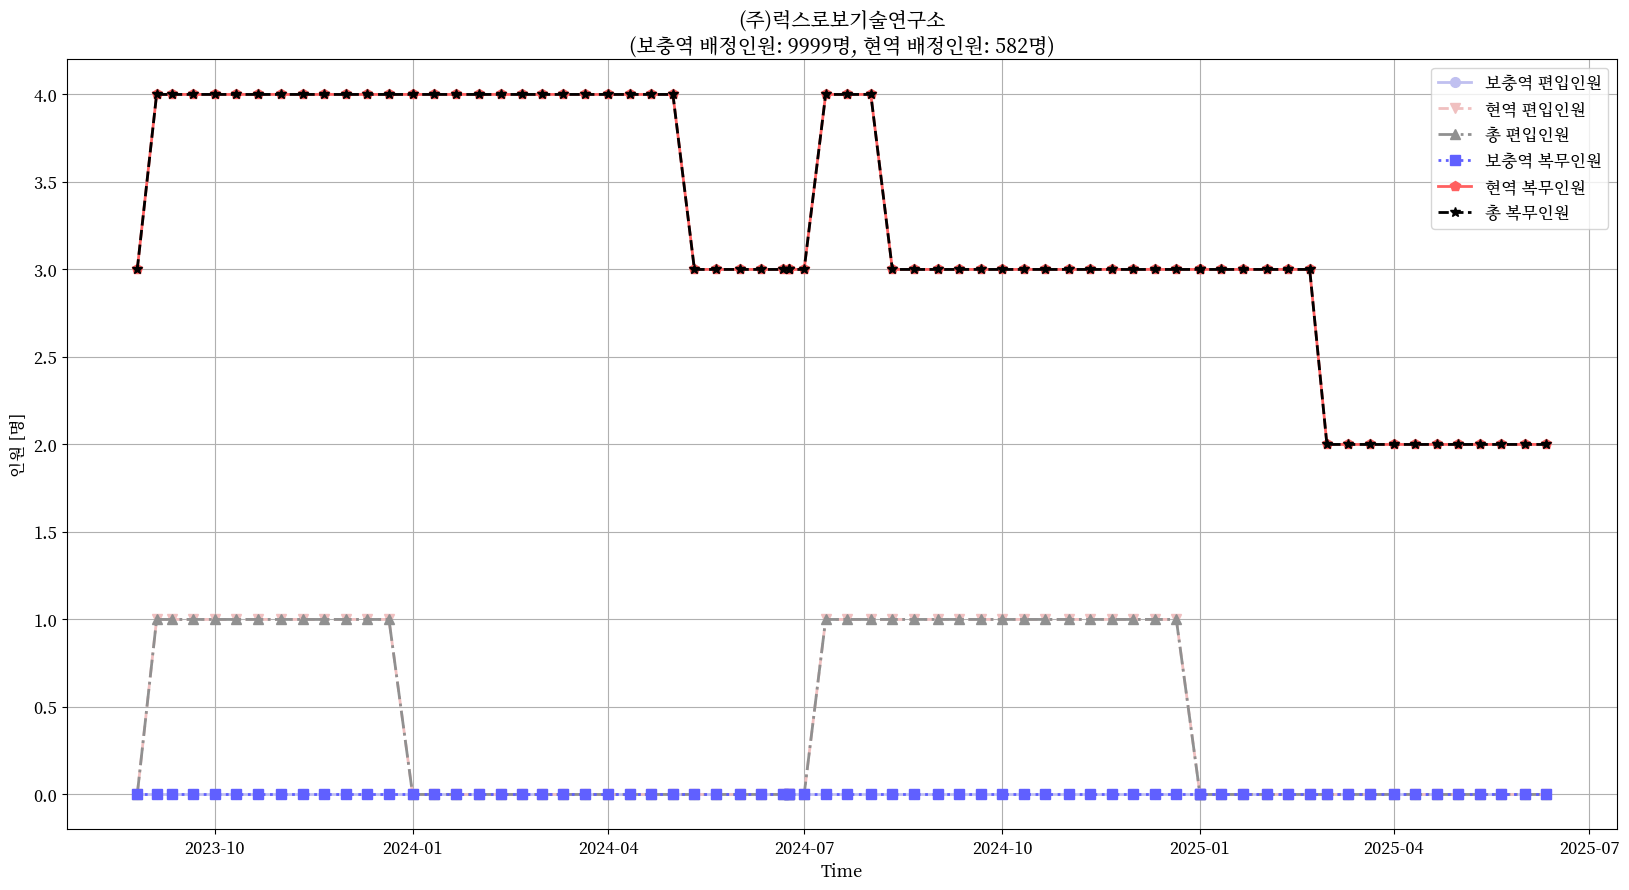 (주)럭스로보기술연구소
(보충역 배정인원: 9999명, 현역 배정인원: 582명)
보충역 편입인원
현역 편입인원
총 편입인원
보충역 복무인원
현역 복무인원
총 복무인원
인원 [명]
4.0
3.5
3.0
2.5
2.0
1.5
1.0
0.5
0.0
2023-10
2024-01
2024-04
2024-07
2024-10
2025-01
2025-04
2025-07
Time